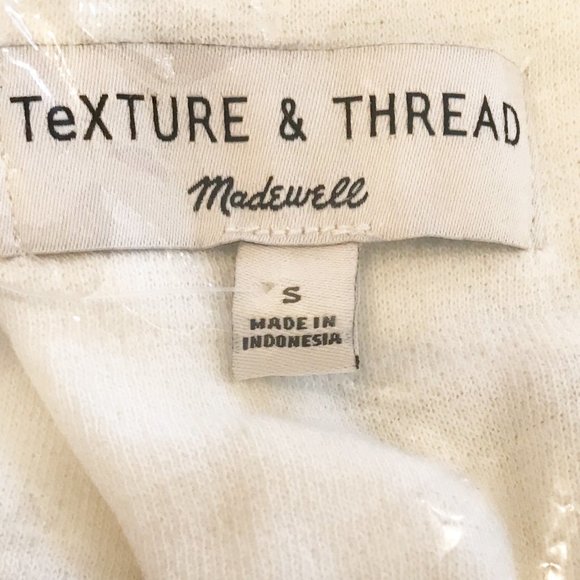 TeXTURE & THREAD
Madewell
S
MADE IN
INDONESIA